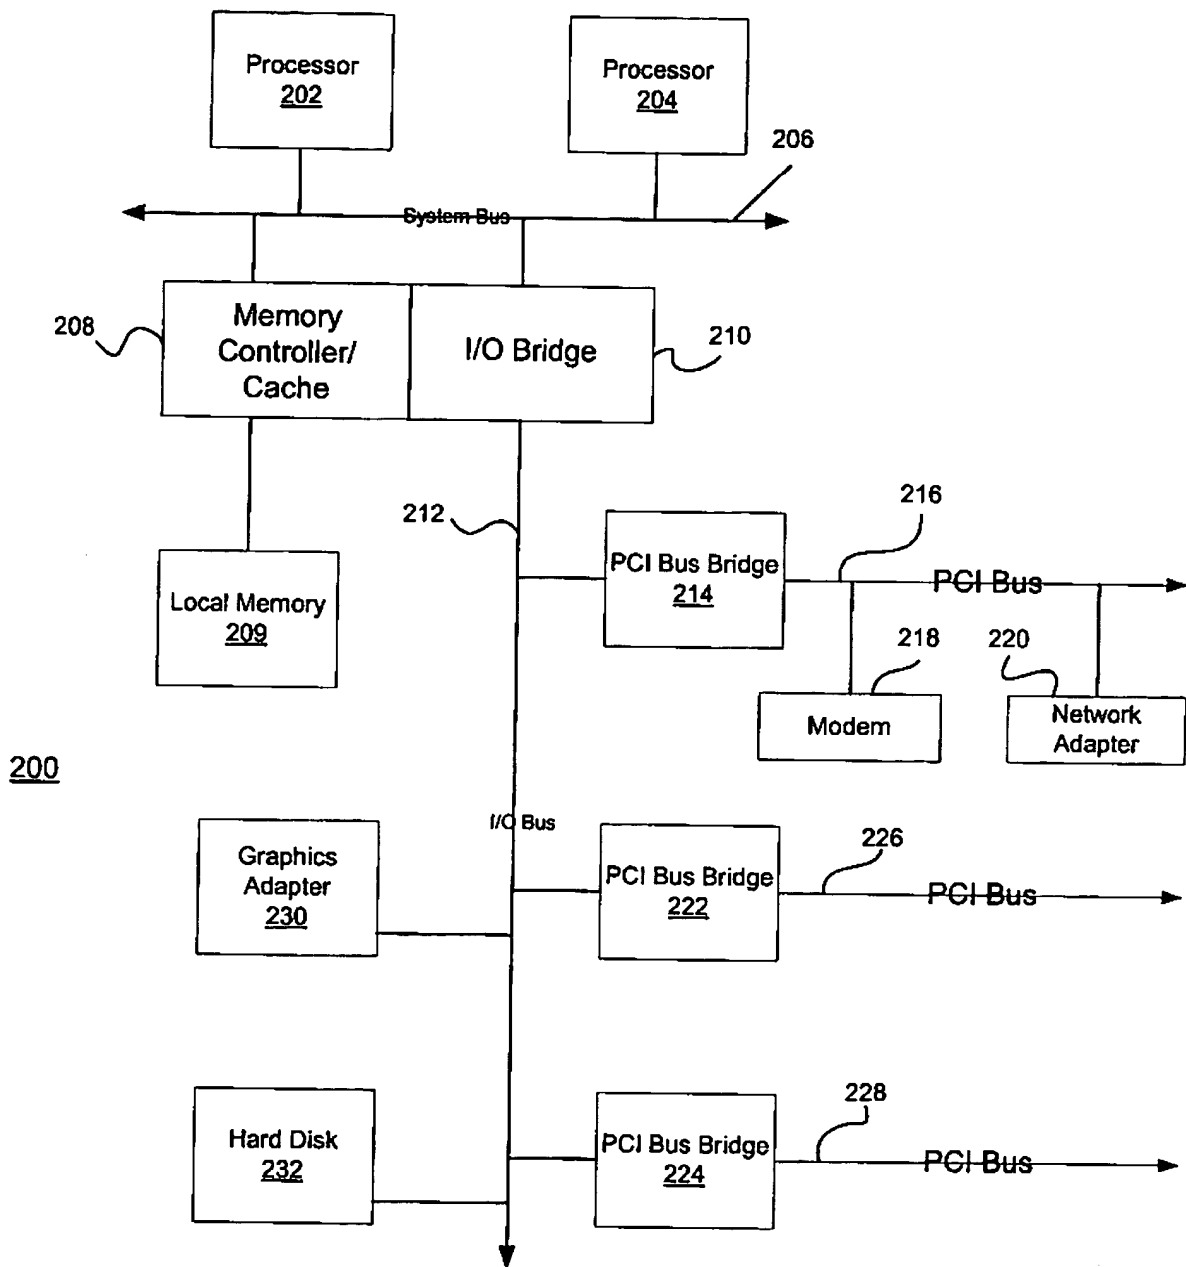 Processor
202
Processor
204
206
System Bus
208
Memory
Controller/
Cache
I/O Bridge
210
212
216
PCI Bus Bridge
214
PCI Bus
Local Memory
209
218
220
Modem
Network
Adapter
200
I/O Bus
Graphics
Adapter
230
PCI Bus Bridge
222
226
PCI Bus
Hard Disk
232
PCI Bus Bridge
224
228
PCI Bus